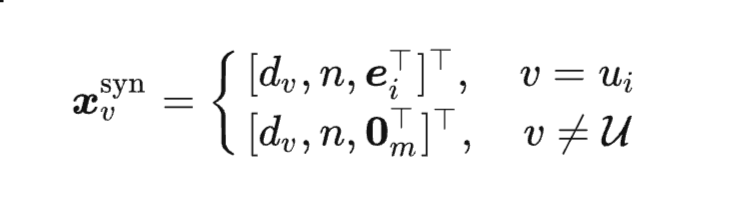 x_v^syn = { [d_v, n, e_i^⊤]^⊤, v = u_i
[d_v, n, 0_m^⊤]^⊤, v ≠ 𝒰